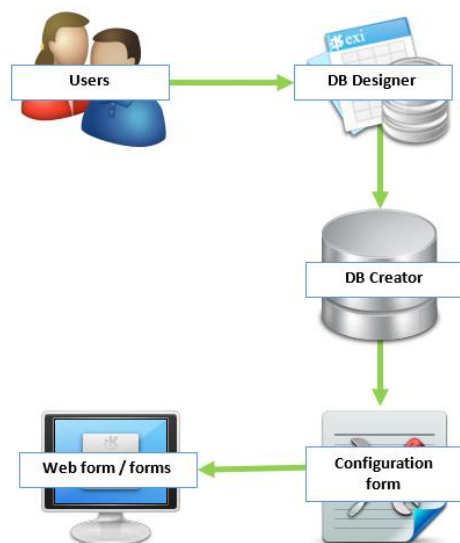 exi
Users
DB Designer
DB Creator
Web form / forms
Configuration
form